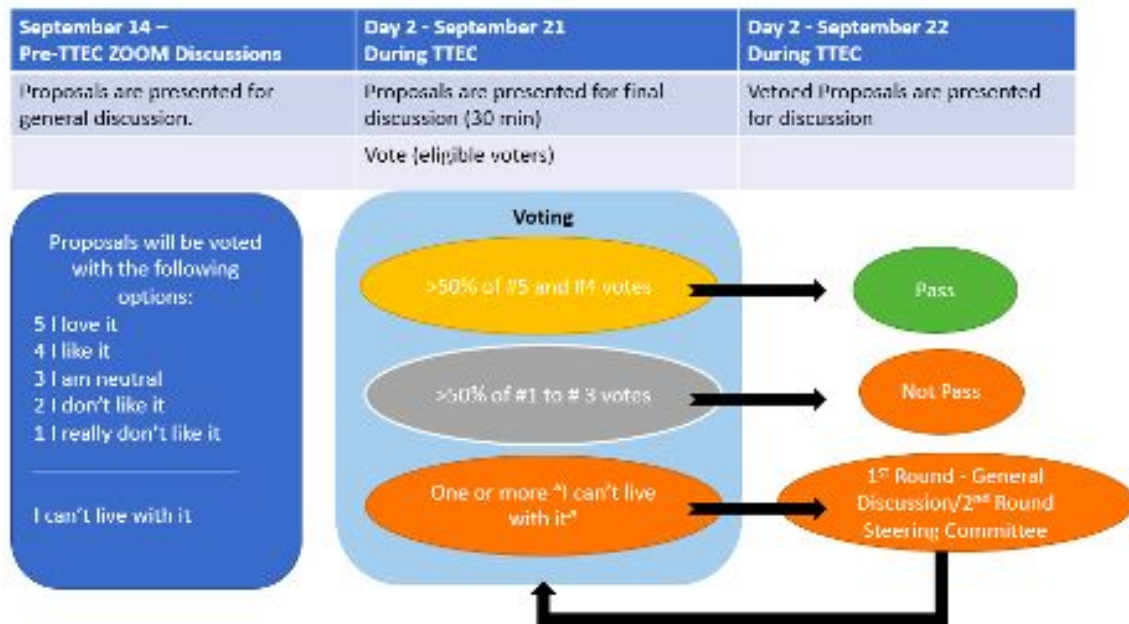 September 14 –
Pre-TTEC ZOOM Discussions
Day 2 - September 21
During TTEC
Day 2 - September 22
During TTEC
Proposals are presented for
general discussion.
Proposals are presented for final
discussion (30 min)
Vetoed Proposals are presented
for discussion
Vote (eligible voters)
Proposals will be voted
with the following
options:
5 I love it
4 I like it
3 I am neutral
2 I don't like it
1 I really don't like it
I can't live with it
Voting
>50% of #5 and #4 votes
Pass
>50% of #1 to # 3 votes
Not Pass
One or more "I can't live
with it"
1ST Round - General
Discussion/2nd Round
Steering Committee